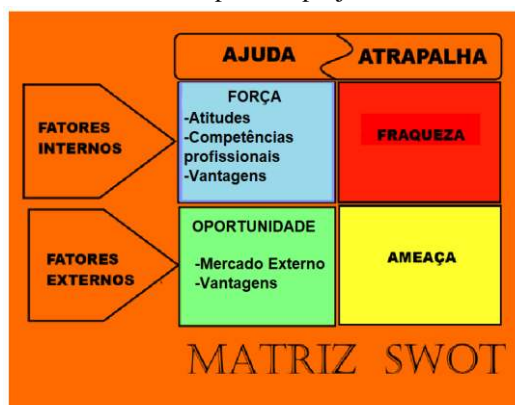 AJUDA
ATRAPALHA
FATORES
INTERNOS
FORÇA
-Atitudes
-Competências
profissionais
-Vantagens
FRAQUEZA
FATORES
EXTERNOS
OPORTUNIDADE
-Mercado Externo
-Vantagens
AMEAÇA
MATRIZ SWOT